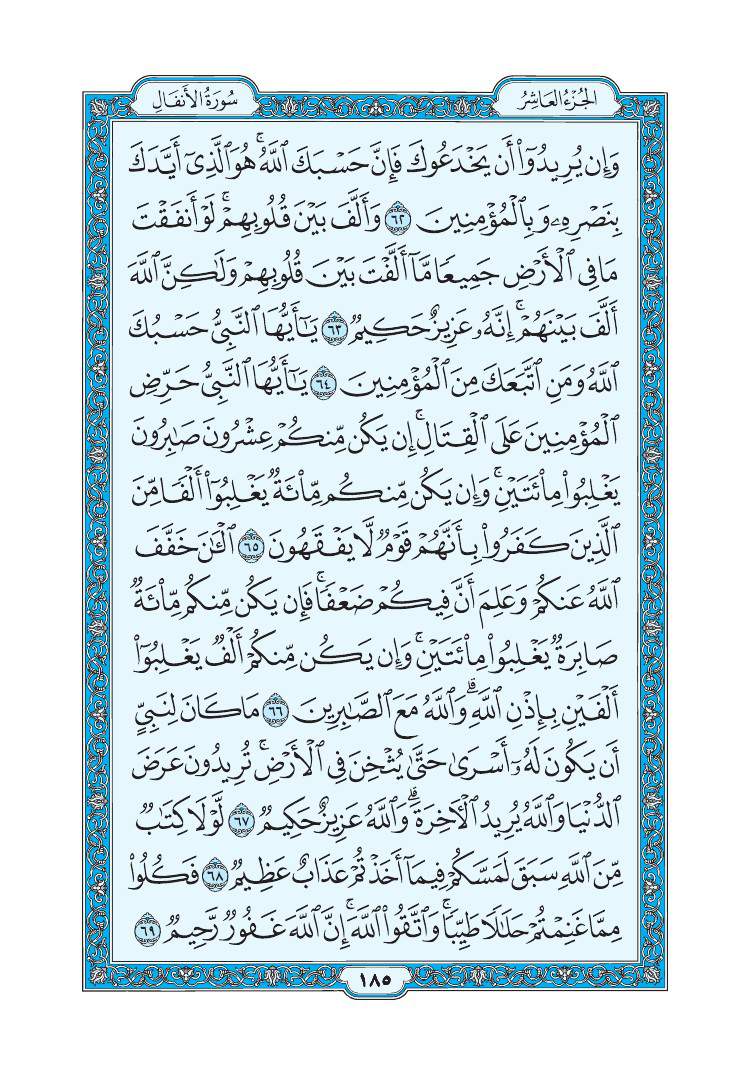 الجُزْءُ العَاشِرُ
سُورَةُ الأَنفَالِ
وَإِن يُرِيدُوٓا۟ أَن يَخْدَعُوكَ فَإِنَّ حَسْبَكَ ٱللَّهُ ۚ هُوَ ٱلَّذِىٓ أَيَّدَكَ
بِنَصْرِهِۦ وَبِٱلْمُؤْمِنِينَ ٦٢ وَأَلَّفَ بَيْنَ قُلُوبِهِمْ ۚ لَوْ أَنفَقْتَ
مَا فِى ٱلْأَرْضِ جَمِيعًا مَّآ أَلَّفْتَ بَيْنَ قُلُوبِهِمْ وَلَـٰكِنَّ ٱللَّهَ
أَلَّفَ بَيْنَهُمْ ۚ إِنَّهُۥ عَزِيزٌ حَكِيمٌ ٦٣ يَـٰٓأَيُّهَا ٱلنَّبِىُّ حَسْبُكَ
ٱللَّهُ وَمَنِ ٱتَّبَعَكَ مِنَ ٱلْمُؤْمِنِينَ ٦٤ يَـٰٓأَيُّهَا ٱلنَّبِىُّ حَرِّضِ
ٱلْمُؤْمِنِينَ عَلَى ٱلْقِتَالِ ۚ إِن يَكُن مِّنكُمْ عِشْرُونَ صَـٰبِرُونَ
يَغْلِبُوا۟ مِا۟ئَتَيْنِ ۚ وَإِن يَكُن مِّنكُم مِّا۟ئَةٌ يَغْلِبُوٓا۟ أَلْفًا مِّنَ
ٱلَّذِينَ كَفَرُوا۟ بِأَنَّهُمْ قَوْمٌ لَّا يَفْقَهُونَ ٦٥ ٱلْـَٔـٰنَ خَفَّفَ
ٱللَّهُ عَنكُمْ وَعَلِمَ أَنَّ فِيكُمْ ضَعْفًا ۚ فَإِن يَكُن مِّنكُم مِّا۟ئَةٌ
صَابِرَةٌ يَغْلِبُوا۟ مِا۟ئَتَيْنِ ۚ وَإِن يَكُن مِّنكُمْ أَلْفٌ يَغْلِبُوٓا۟
أَلْفَيْنِ بِإِذْنِ ٱللَّهِ ۗ وَٱللَّهُ مَعَ ٱلصَّـٰبِرِينَ ٦٦ مَا كَانَ لِنَبِىٍّ
أَن يَكُونَ لَهُۥٓ أَسْرَىٰ حَتَّىٰ يُثْخِنَ فِى ٱلْأَرْضِ ۚ تُرِيدُونَ عَرَضَ
ٱلدُّنْيَا وَٱللَّهُ يُرِيدُ ٱلْـَٔاخِرَةَ ۗ وَٱللَّهُ عَزِيزٌ حَكِيمٌ ٦٧ لَّوْلَا كِتَـٰبٌ
مِّنَ ٱللَّهِ سَبَقَ لَمَسَّكُمْ فِيمَآ أَخَذْتُمْ عَذَابٌ عَظِيمٌ ٦٨ فَكُلُوا۟
مِمَّا غَنِمْتُمْ حَلَـٰلًا طَيِّبًا ۚ وَٱتَّقُوا۟ ٱللَّهَ ۚ إِنَّ ٱللَّهَ غَفُورٌ رَّحِيمٌ ٦٩
١٨٥